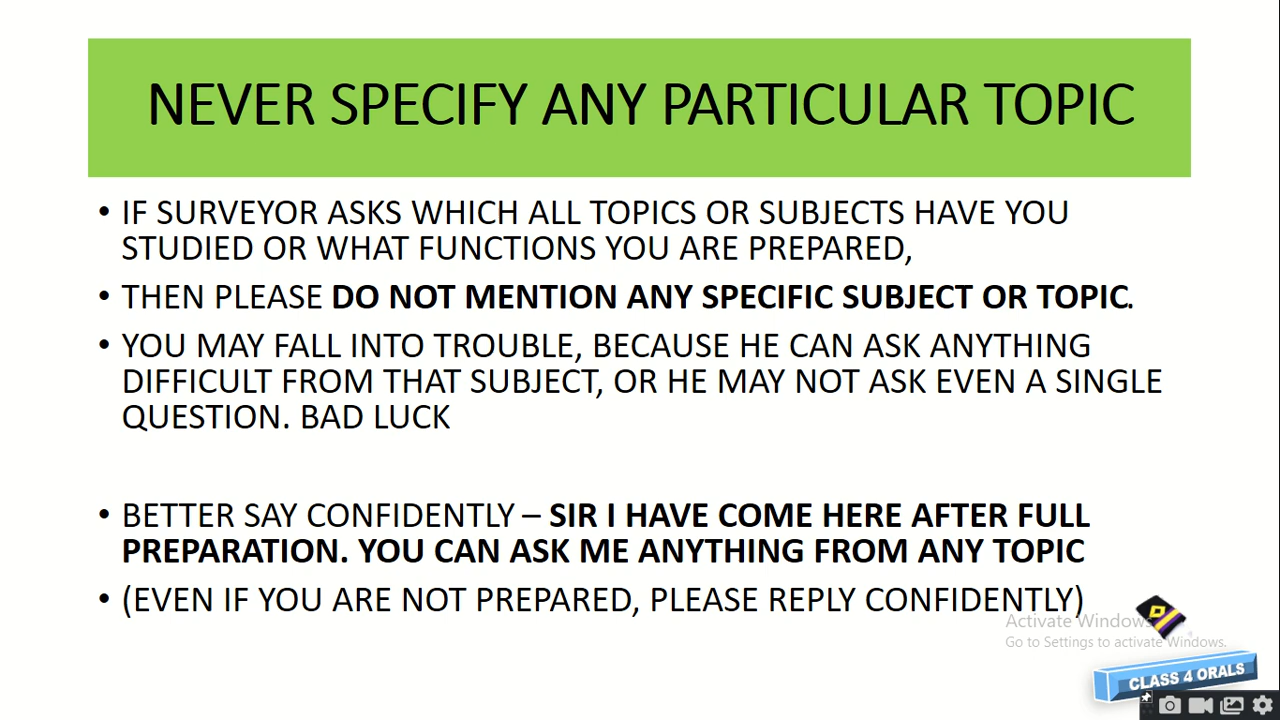 NEVER SPECIFY ANY PARTICULAR TOPIC
• IF SURVEYOR ASKS WHICH ALL TOPICS OR SUBJECTS HAVE YOU
STUDIED OR WHAT FUNCTIONS YOU ARE PREPARED,
• THEN PLEASE DO NOT MENTION ANY SPECIFIC SUBJECT OR TOPIC.
• YOU MAY FALL INTO TROUBLE, BECAUSE HE CAN ASK ANYTHING
DIFFICULT FROM THAT SUBJECT, OR HE MAY NOT ASK EVEN A SINGLE
QUESTION. BAD LUCK
• BETTER SAY CONFIDENTLY – SIR I HAVE COME HERE AFTER FULL
PREPARATION. YOU CAN ASK ME ANYTHING FROM ANY TOPIC
• (EVEN IF YOU ARE NOT PREPARED, PLEASE REPLY CONFIDENTLY)
Activate Windows
Go to Settings to activate Windows.
CLASS 4 ORALS